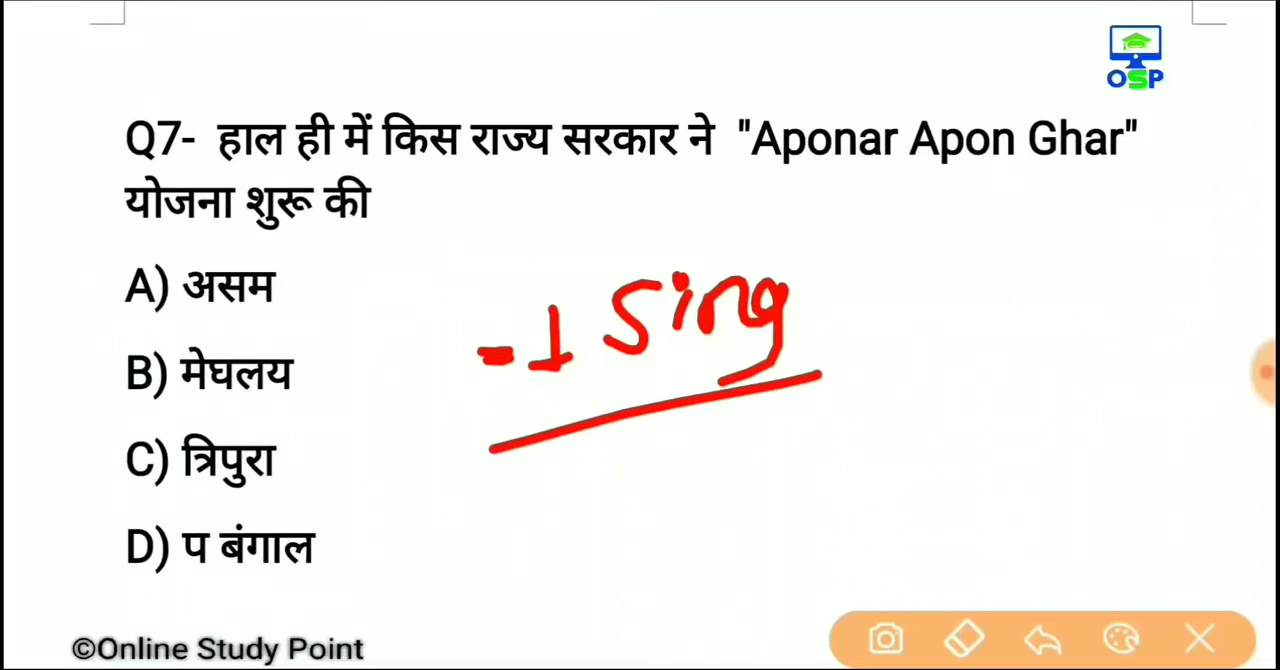 OSP
Q7- हाल ही में किस राज्य सरकार ने "Aponar Apon Ghar"
योजना शुरू की
A) असम
-1 Sing
B) मेघलय
C) त्रिपुरा
D) प बंगाल
©Online Study Point